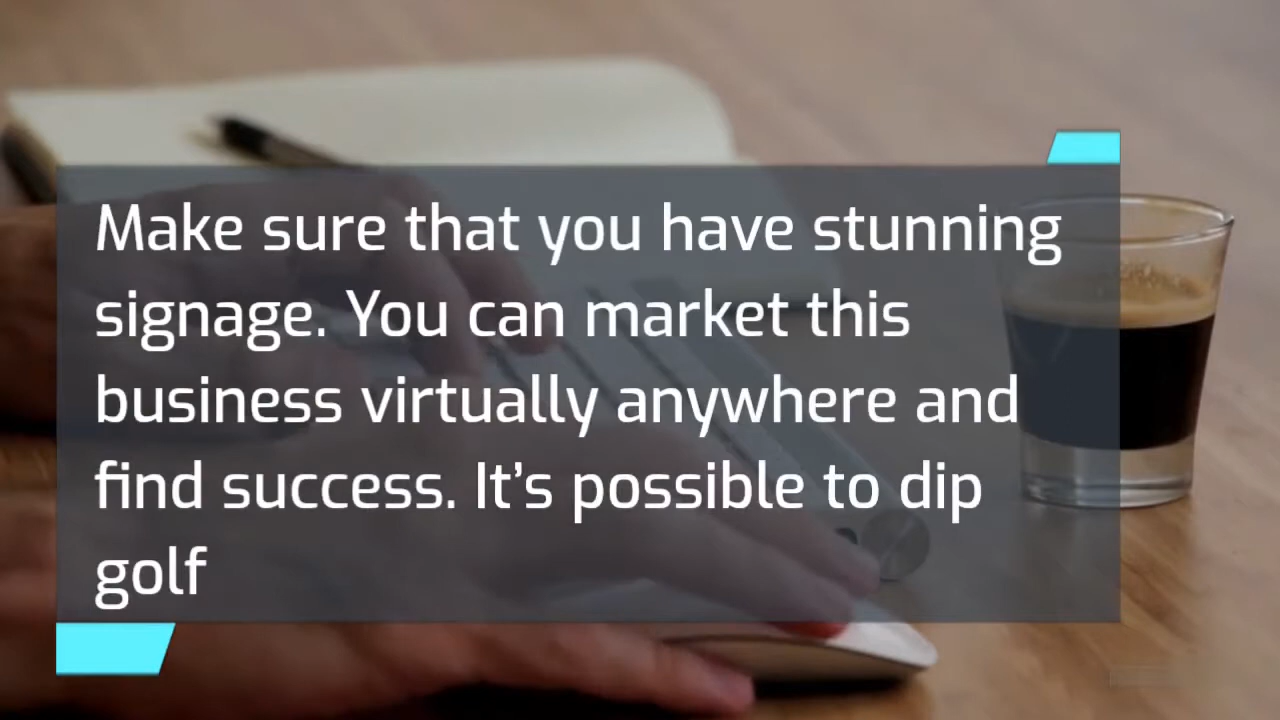 Make sure that you have stunning
signage. You can market this
business virtually anywhere and
find success. It’s possible to dip
golf